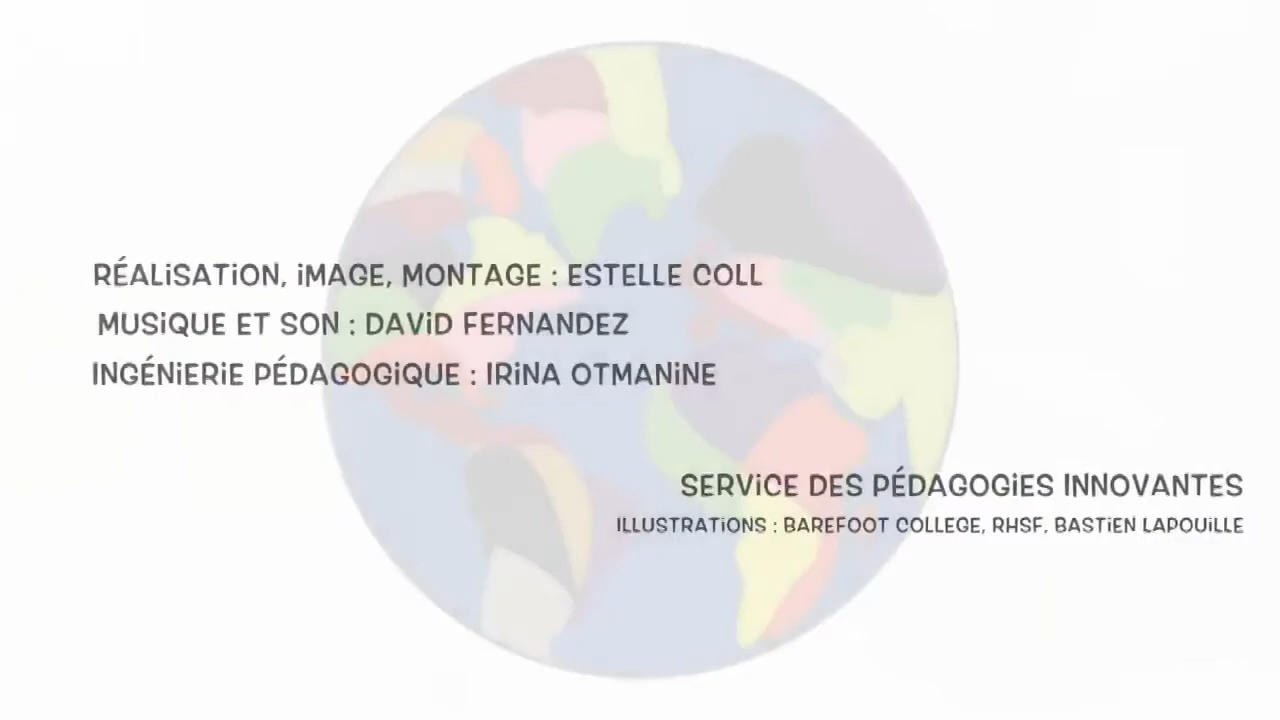 RÉALiSATiON, iMAGE, MONTAGE : ESTELLE COLL
MUSiQUE ET SON : DAViD FERNANDEZ
INGÉNiERiE PÉDAGOGiQUE : IRiNA OTMANiNE
SERViCE DES PÉDAGOGiES INNOVANTES
ILLUSTRATiONS : BAREFOOT COLLEGE, RHSF, BASTiEN LAPOUiLLE